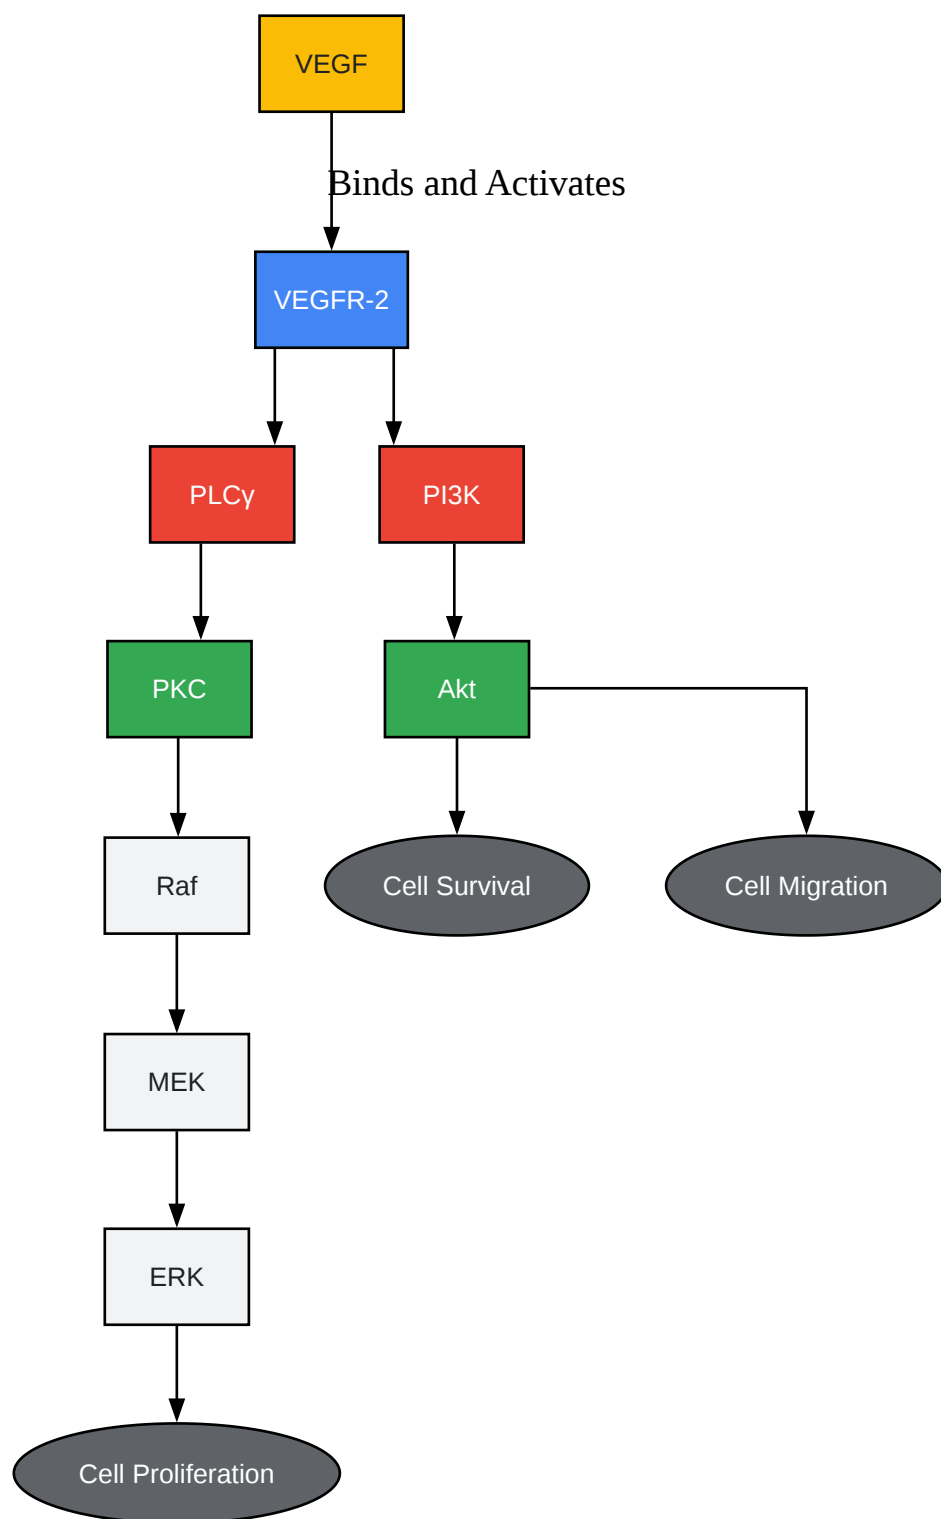 VEGF
Binds and Activates
VEGFR-2
PLCγ
PI3K
PKC
Akt
Raf
Cell Survival
Cell Migration
MEK
ERK
Cell Proliferation